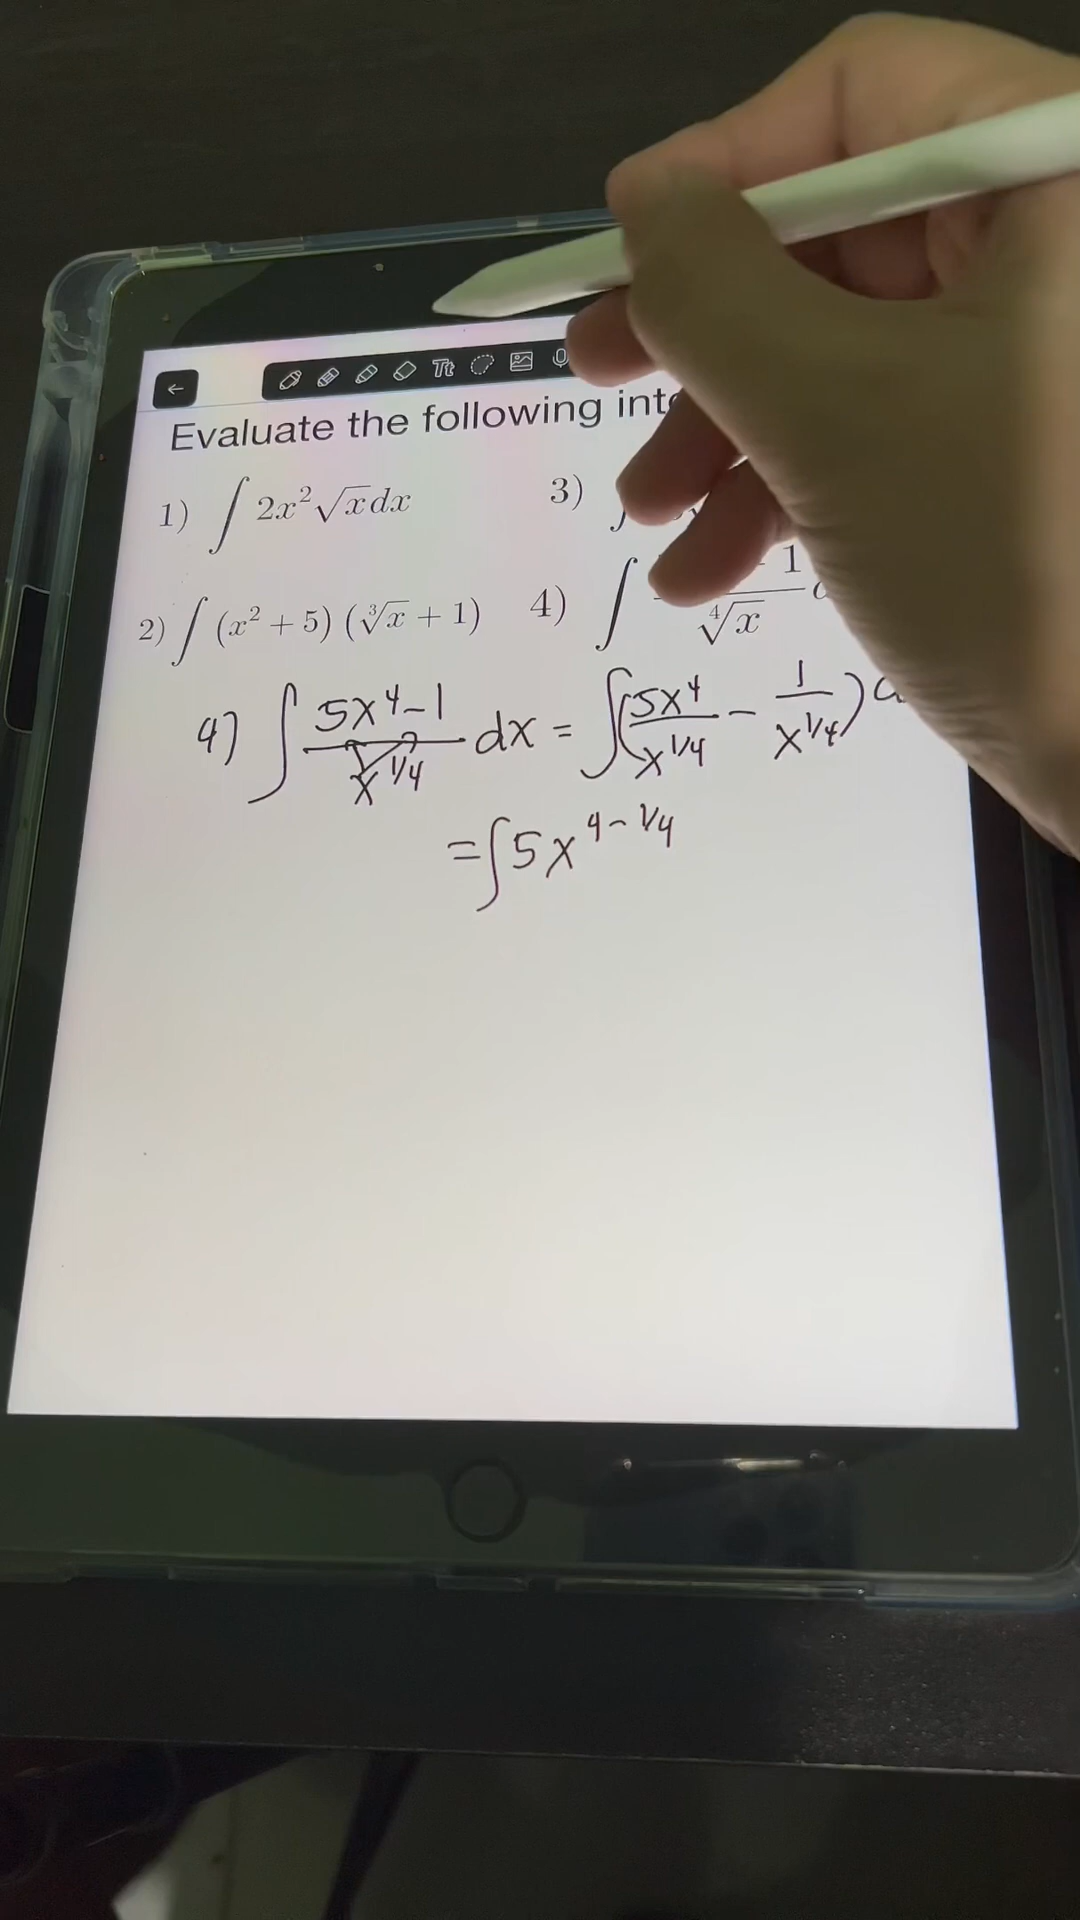 Tt
Evaluate the following int
1) ∫ 2x²√x dx
3) ∫
2) ∫ (x² + 5) (∛x + 1)
4) ∫ - 1 / ∜x
4) ∫ (5x⁴ - 1) / x^(1/4) dx = ∫(5x⁴ / x^(1/4) - 1 / x^(1/4)) d
= ∫5x^(4 - 1/4)